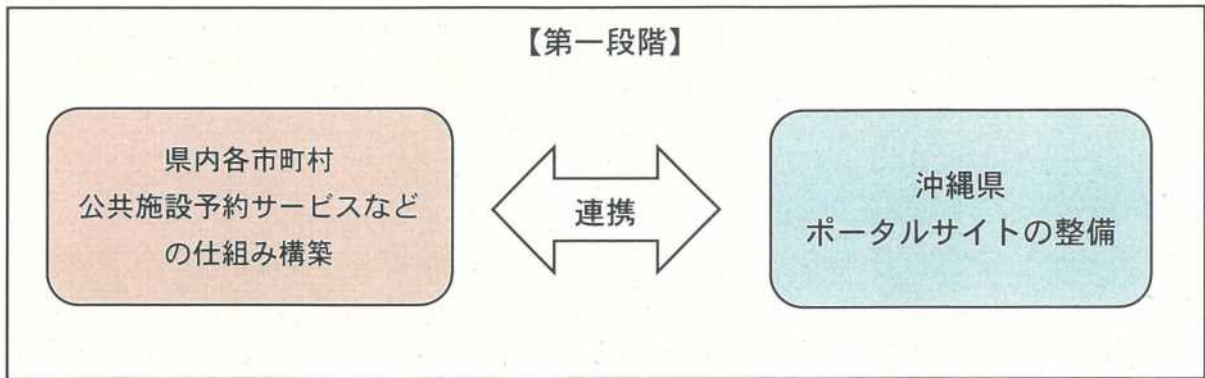 【第一段階】
県内各市町村
公共施設予約サービスなど
の仕組み構築
連携
沖縄県
ポータルサイトの整備